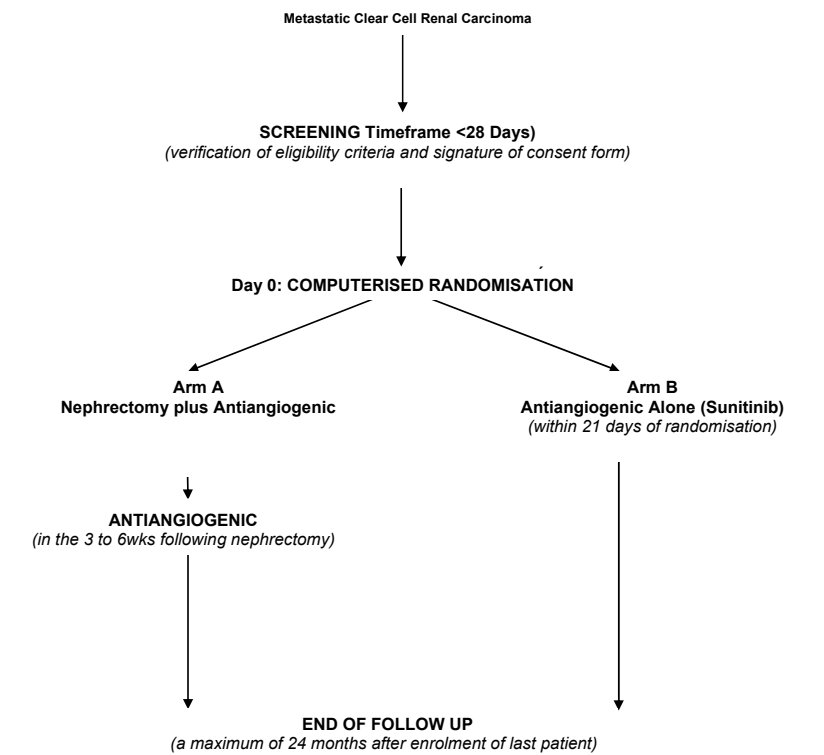 Metastatic Clear Cell Renal Carcinoma
SCREENING Timeframe <28 Days)
(verification of eligibility criteria and signature of consent form)
Day 0: COMPUTERISED RANDOMISATION
Arm A
Nephrectomy plus Antiangiogenic
Arm B
Antiangiogenic Alone (Sunitinib)
(within 21 days of randomisation)
ANTIANGIOGENIC
(in the 3 to 6wks following nephrectomy)
END OF FOLLOW UP
(a maximum of 24 months after enrolment of last patient)